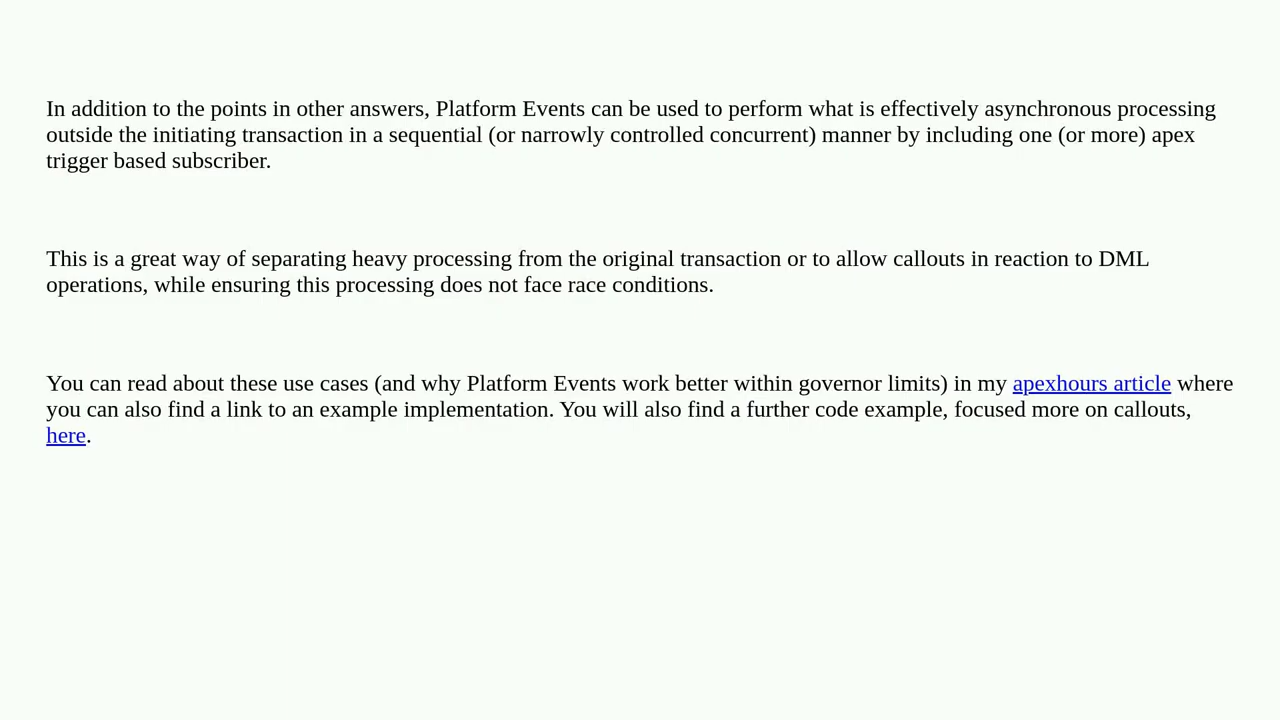 In addition to the points in other answers, Platform Events can be used to perform what is effectively asynchronous processing
outside the initiating transaction in a sequential (or narrowly controlled concurrent) manner by including one (or more) apex
trigger based subscriber.
This is a great way of separating heavy processing from the original transaction or to allow callouts in reaction to DML
operations, while ensuring this processing does not face race conditions.
You can read about these use cases (and why Platform Events work better within governor limits) in my apexhours article where
you can also find a link to an example implementation. You will also find a further code example, focused more on callouts,
here.